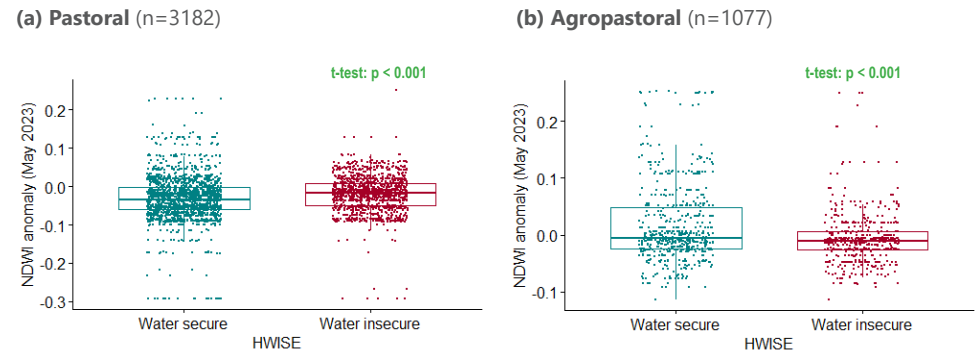 (a) Pastoral (n=3182)
t-test: p < 0.001
NDWI anomaly (May 2023)
0.2
0.1
0.0
-0.1
-0.2
-0.3
Water secure
Water insecure
HWISE
(b) Agropastoral (n=1077)
t-test: p < 0.001
NDWI anomaly (May 2023)
0.2
0.1
0.0
-0.1
Water secure
Water insecure
HWISE